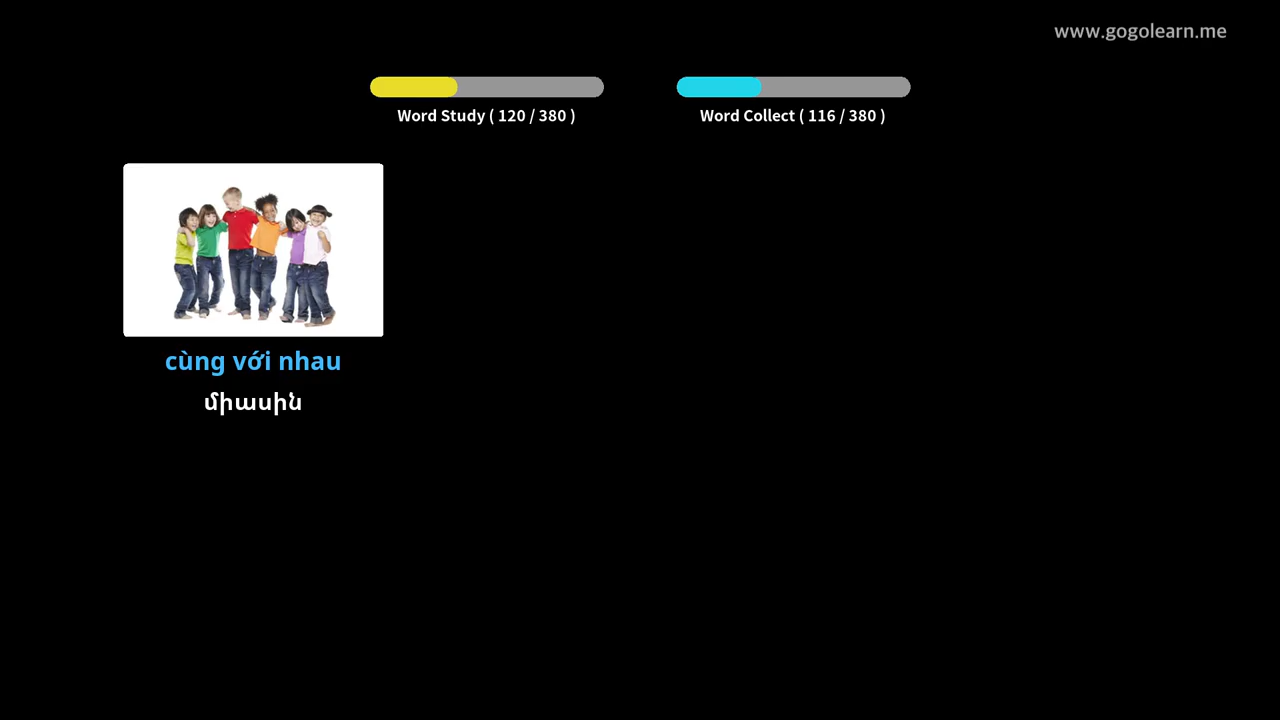 www.gogolearn.me
Word Study ( 120 / 380 )
Word Collect ( 116 / 380 )
cùng với nhau
միասին